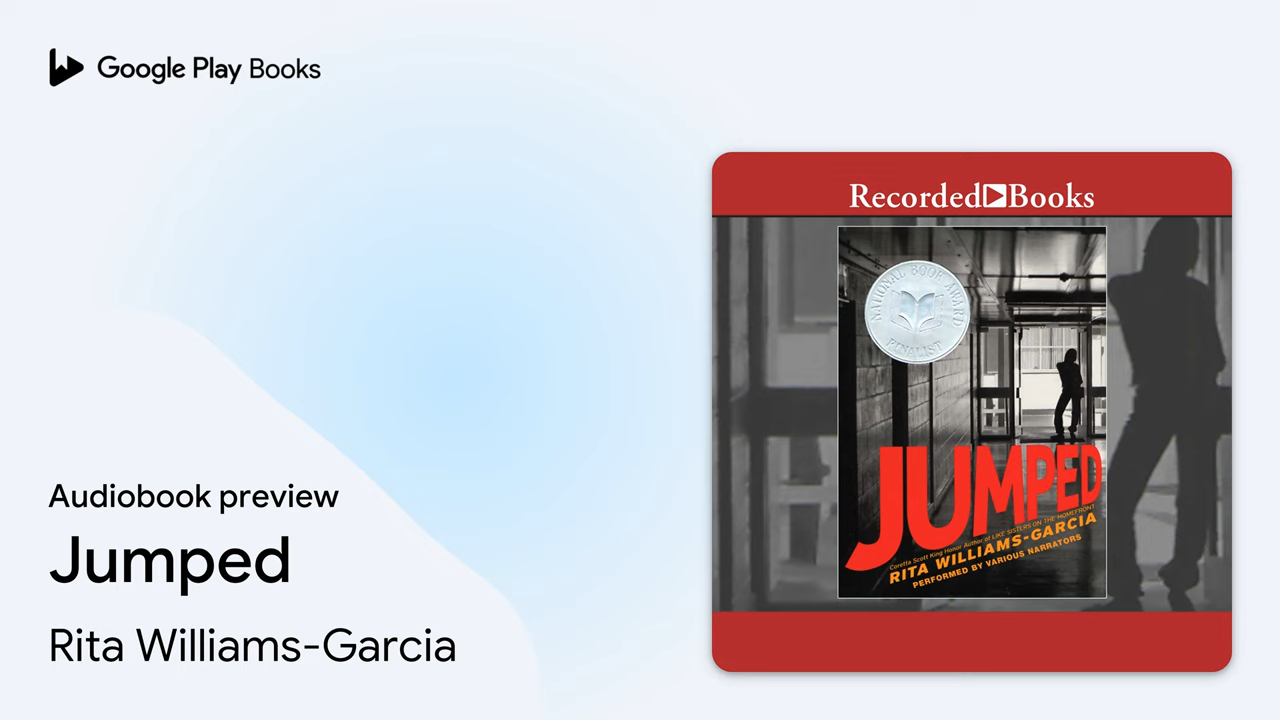 Google Play Books
Audiobook preview
Jumped
Rita Williams-Garcia
Recorded Books
NATIONAL BOOK AWARD
FINALIST
JUMPED
Coretta Scott King Honor Author of LIKE SISTERS ON THE HOMEFRONT
RITA WILLIAMS-GARCIA
PERFORMED BY VARIOUS NARRATORS